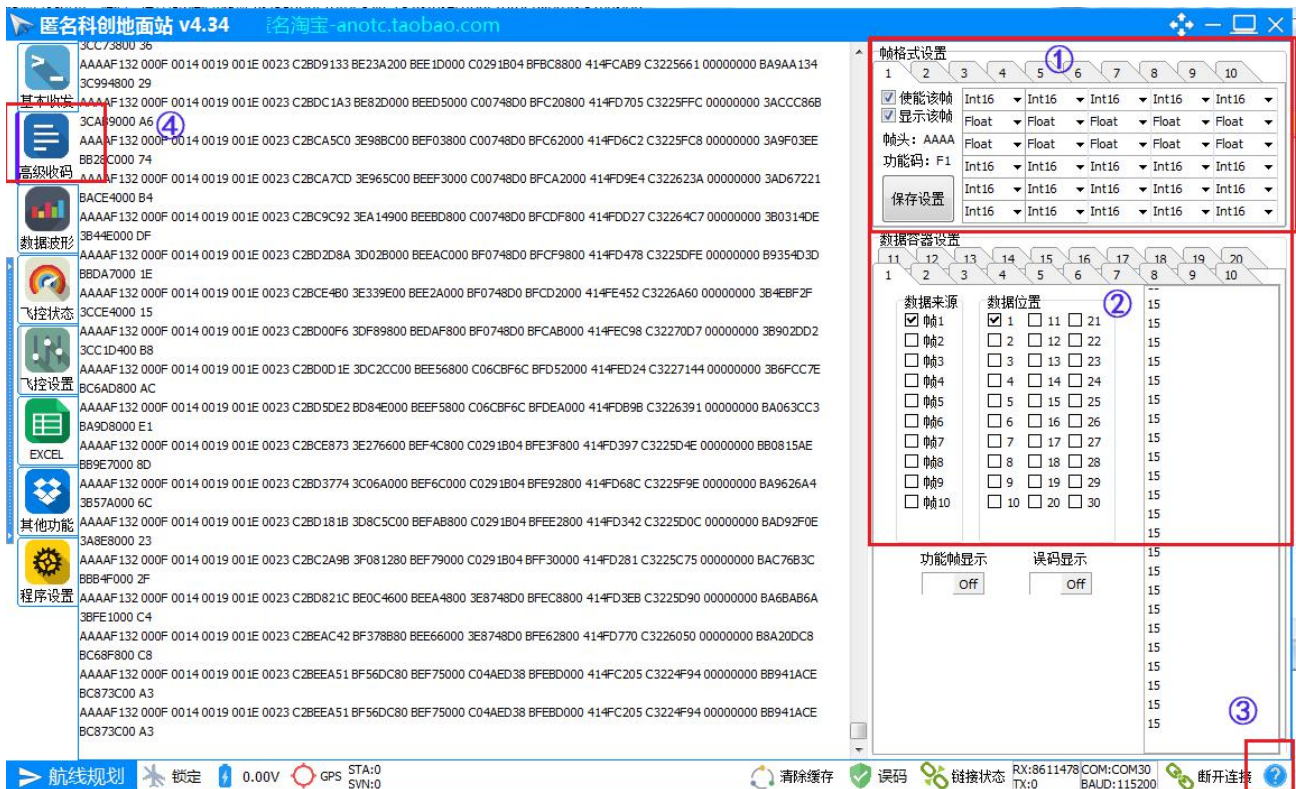 匿名科创地面站 v4.34
名淘宝-anotc.taobao.com
基本收发
高级收码
数据波形
飞控状态
飞控设置
EXCEL
其他功能
程序设置
④
3CC73800 36
AAAAF132 000F 0014 0019 001E 0023 C2BD9133 BE23A200 BEE1D000 C0291B04 BFBC8800 414FCAB9 C3225661 00000000 BA9AA134
3C994800 29
AAAAF132 000F 0014 0019 001E 0023 C2BDC1A3 BE82D000 BEED5000 C00748D0 BFC20800 414FD705 C3225FFC 00000000 3ACCC86B
3CAB9000 A6
AAAAF132 000F 0014 0019 001E 0023 C2BCA5C0 3E98BC00 BEF03800 C00748D0 BFC62000 414FD6C2 C3225FC8 00000000 3A9F03EE
BB28C000 74
AAAAF132 000F 0014 0019 001E 0023 C2BCA7CD 3E965C00 BEEF3000 C00748D0 BFCA2000 414FD9E4 C322623A 00000000 3AD67221
BACE4000 B4
AAAAF132 000F 0014 0019 001E 0023 C2BC9C92 3EA14900 BEEBD800 C00748D0 BFCDF800 414FDD27 C32264C7 00000000 3B0314DE
3B44E000 DF
AAAAF132 000F 0014 0019 001E 0023 C2BD2D8A 3D02B000 BEEAC000 BF0748D0 BFCF9800 414FD478 C3225DFE 00000000 B9354D3D
BBDA7000 1E
AAAAF132 000F 0014 0019 001E 0023 C2BCE4B0 3E339E00 BEE2A000 BF0748D0 BFCD2000 414FE452 C3226A60 00000000 3B4EBF2F
3CCE4000 15
AAAAF132 000F 0014 0019 001E 0023 C2BD00F6 3DF89800 BEDAF800 BF0748D0 BFCAB000 414FEC98 C32270D7 00000000 3B902DD2
3CC1D400 B8
AAAAF132 000F 0014 0019 001E 0023 C2BD0D1E 3DC2CC00 BEE56800 C06CBF6C BFD52000 414FED24 C3227144 00000000 3B6FCC7E
BC6AD800 AC
AAAAF132 000F 0014 0019 001E 0023 C2BD5DE2 BD84E000 BEEF5800 C06CBF6C BFDEA000 414FDB9B C3226391 00000000 BA063CC3
BA9D8000 E1
AAAAF132 000F 0014 0019 001E 0023 C2BCE873 3E276600 BEF4C800 C0291B04 BFE3F800 414FD397 C3225D4E 00000000 BB0815AE
BB9E7000 8D
AAAAF132 000F 0014 0019 001E 0023 C2BD3774 3C06A000 BEF6C000 C0291B04 BFE92800 414FD68C C3225F9E 00000000 BA9626A4
3B57A000 6C
AAAAF132 000F 0014 0019 001E 0023 C2BD181B 3D8C5C00 BEFAB800 C0291B04 BFEE2800 414FD342 C3225D0C 00000000 BAD92F0E
3A8E8000 23
AAAAF132 000F 0014 0019 001E 0023 C2BC2A9B 3F081280 BEF79000 C0291B04 BFF30000 414FD281 C3225C75 00000000 BAC76B3C
BBB4F000 2F
AAAAF132 000F 0014 0019 001E 0023 C2BD821C BE0C4600 BEEA4800 3E8748D0 BFEC8800 414FD3EB C3225D90 00000000 BA6BAB6A
3BFE1000 C4
AAAAF132 000F 0014 0019 001E 0023 C2BEAC42 BF378B80 BEE66000 3E8748D0 BFE62800 414FD770 C3226050 00000000 B8A20DC8
BC68F800 C8
AAAAF132 000F 0014 0019 001E 0023 C2BEEA51 BF56DC80 BEF75000 C04AED38 BFEBD000 414FC205 C3224F94 00000000 BB941ACE
BC873C00 A3
AAAAF132 000F 0014 0019 001E 0023 C2BEEA51 BF56DC80 BEF75000 C04AED38 BFEBD000 414FC205 C3224F94 00000000 BB941ACE
BC873C00 A3
帧格式设置
①
1 2 3 4 5 6 7 8 9 10
使能该帧 Int16 Int16 Int16 Int16 Int16
显示该帧 Float Float Float Float Float
帧头: AAAA Float Float Float Float Float
功能码: F1 Int16 Int16 Int16 Int16 Int16
保存设置 Int16 Int16 Int16 Int16 Int16
Int16 Int16 Int16 Int16 Int16
数据容器设置
11 12 13 14 15 16 17 18 19 20
1 2 3 4 5 6 7 8 9 10
数据来源 数据位置 ②
帧1 1 11 21 15
帧2 2 12 22 15
帧3 3 13 23 15
帧4 4 14 24 15
帧5 5 15 25 15
帧6 6 16 26 15
帧7 7 17 27 15
帧8 8 18 28 15
帧9 9 19 29 15
帧10 10 20 30 15
15
15
15
功能帧显示 误码显示
Off Off 15
15
15
15
15
15
15
15
15
15
③
航线规划
锁定
0.00V
GPS
STA:0
SVN:0
清除缓存
误码
链接状态
RX:8611478
TX:0
COM:COM30
BAUD:115200
断开连接
?